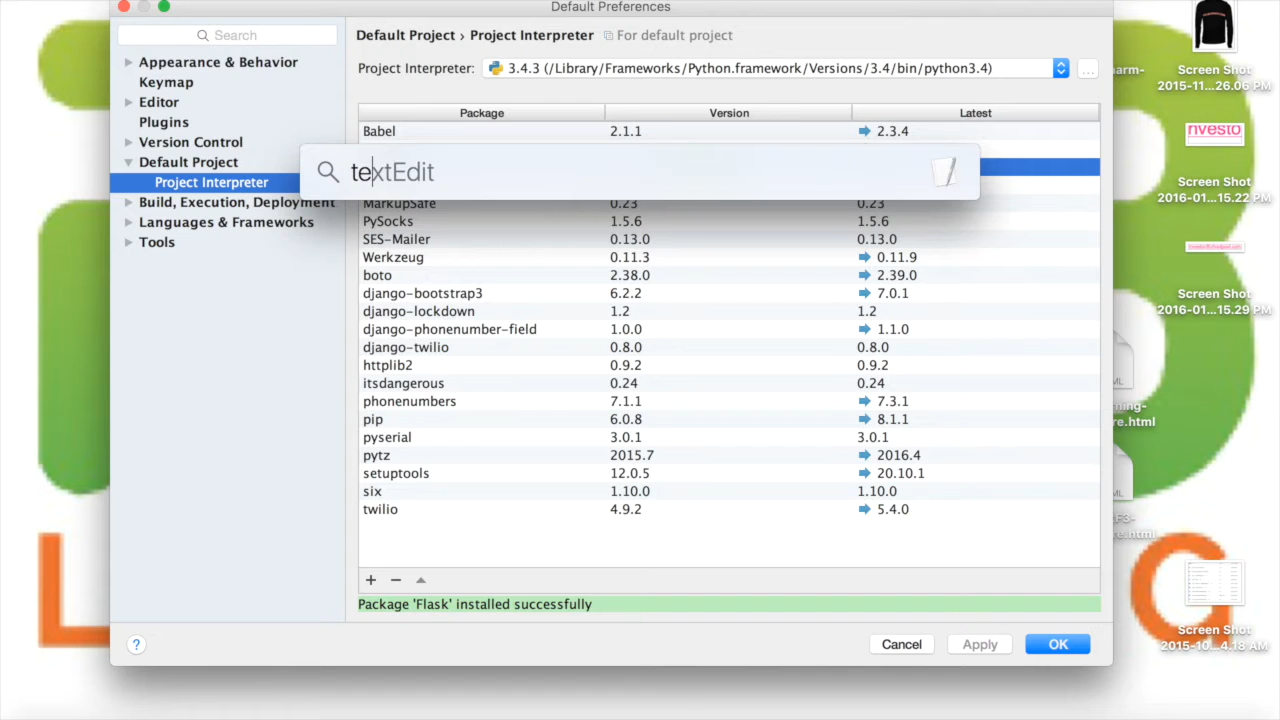 Default Preferences
Search
Appearance & Behavior
Keymap
Editor
Plugins
Version Control
Default Project
Project Interpreter
Build, Execution, Deployment
Languages & Frameworks
Tools
Default Project › Project Interpreter For default project
Project Interpreter: 3.4.3 (/Library/Frameworks/Python.framework/Versions/3.4/bin/python3.4)
...
Package Version Latest
Babel 2.1.1 2.3.4
textEdit
MarkupSafe 0.23 0.23
PySocks 1.5.6 1.5.6
SES-Mailer 0.13.0 0.13.0
Werkzeug 0.11.3 0.11.9
boto 2.38.0 2.39.0
django-bootstrap3 6.2.2 7.0.1
django-lockdown 1.2 1.2
django-phonenumber-field 1.0.0 1.1.0
django-twilio 0.8.0 0.8.0
httplib2 0.9.2 0.9.2
itsdangerous 0.24 0.24
phonenumbers 7.1.1 7.3.1
pip 6.0.8 8.1.1
pyserial 3.0.1 3.0.1
pytz 2015.7 2016.4
setuptools 12.0.5 20.10.1
six 1.10.0 1.10.0
twilio 4.9.2 5.4.0
+ −
Package 'Flask' installed successfully
?
Cancel
Apply
OK
Screen Shot
2015-11...26.06 PM
arm-
nvesto
Screen Shot
2016-01...15.22 PM
Screen Shot
2016-01...15.29 PM
ML
ning-
re.html
ML
F3-
re.html
Screen Shot
2015-10...4.18 AM
L
G